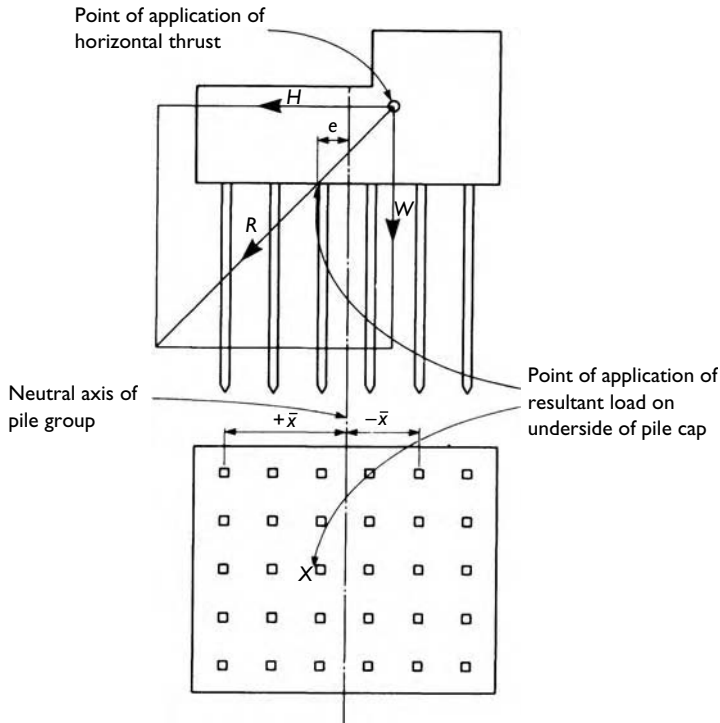 Point of application of
horizontal thrust
H
e
W
R
Neutral axis of
pile group
Point of application of
resultant load on
underside of pile cap
+x̄
−x̄
X